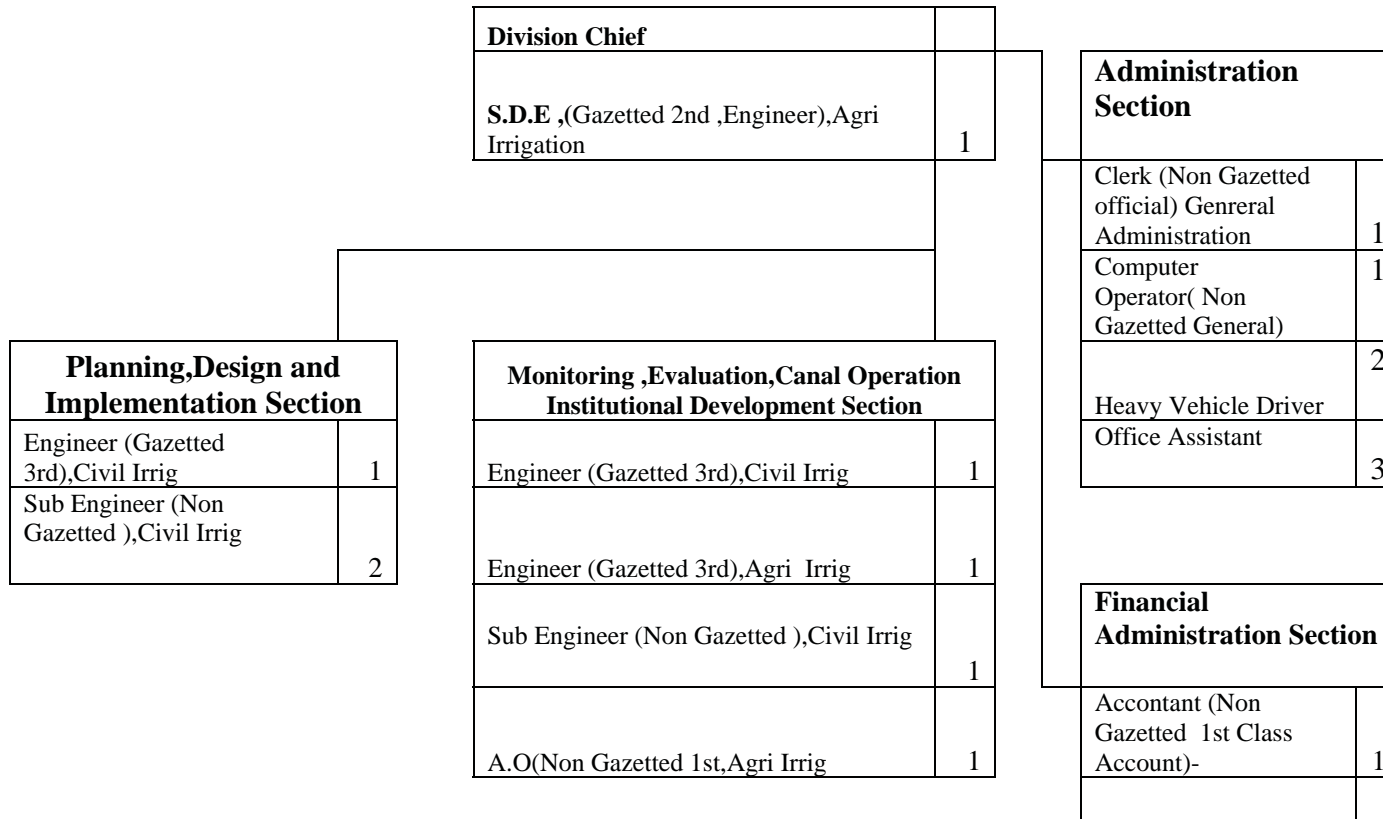 Division Chief
S.D.E ,(Gazetted 2nd ,Engineer),Agri
Irrigation 1
Administration
Section
Clerk (Non Gazetted
official) Genreral
Administration 1
Computer 1
Operator( Non
Gazetted General)
2
Heavy Vehicle Driver
Office Assistant
3
Planning,Design and
Implementation Section
Engineer (Gazetted
3rd),Civil Irrig 1
Sub Engineer (Non
Gazetted ),Civil Irrig
2
Monitoring ,Evaluation,Canal Operation
Institutional Development Section
Engineer (Gazetted 3rd),Civil Irrig 1
Engineer (Gazetted 3rd),Agri Irrig 1
Sub Engineer (Non Gazetted ),Civil Irrig
1
A.O(Non Gazetted 1st,Agri Irrig 1
Financial
Administration Section
Accontant (Non
Gazetted 1st Class
Account)- 1